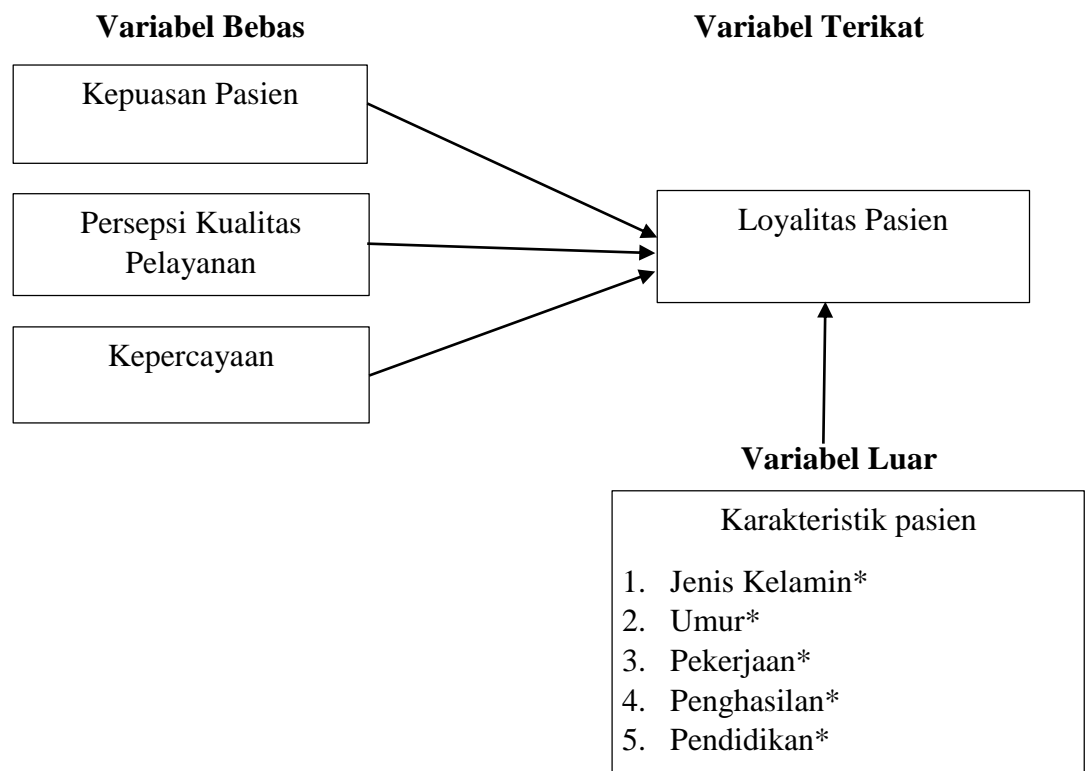 Variabel Bebas
Variabel Terikat
Kepuasan Pasien
Persepsi Kualitas
Pelayanan
Kepercayaan
Loyalitas Pasien
Variabel Luar
Karakteristik pasien
1. Jenis Kelamin*
2. Umur*
3. Pekerjaan*
4. Penghasilan*
5. Pendidikan*